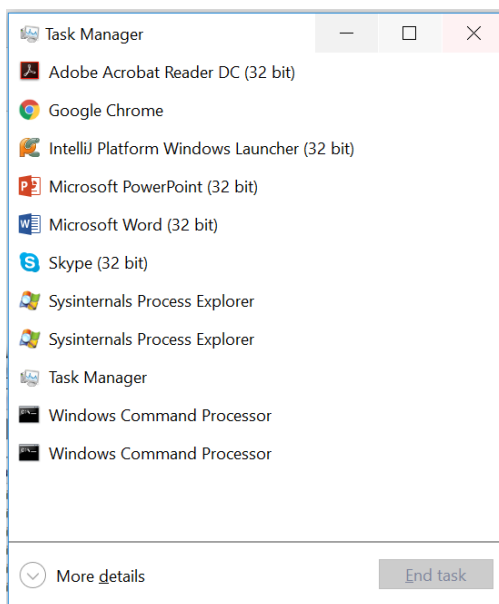 Task Manager
Adobe Acrobat Reader DC (32 bit)
Google Chrome
IntelliJ Platform Windows Launcher (32 bit)
Microsoft PowerPoint (32 bit)
Microsoft Word (32 bit)
Skype (32 bit)
Sysinternals Process Explorer
Sysinternals Process Explorer
Task Manager
Windows Command Processor
Windows Command Processor
More details
End task